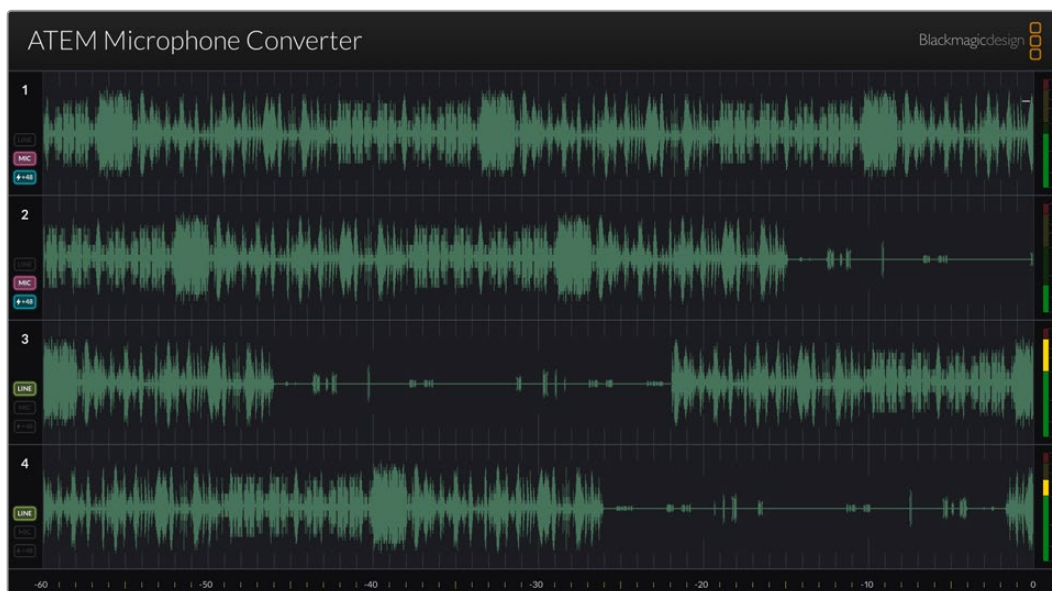 ATEM Microphone Converter
Blackmagicdesign
1
LINE
MIC
+48
2
LINE
MIC
+48
3
LINE
MIC
+48
4
LINE
MIC
+48
-60 -50 -40 -30 -20 -10 0